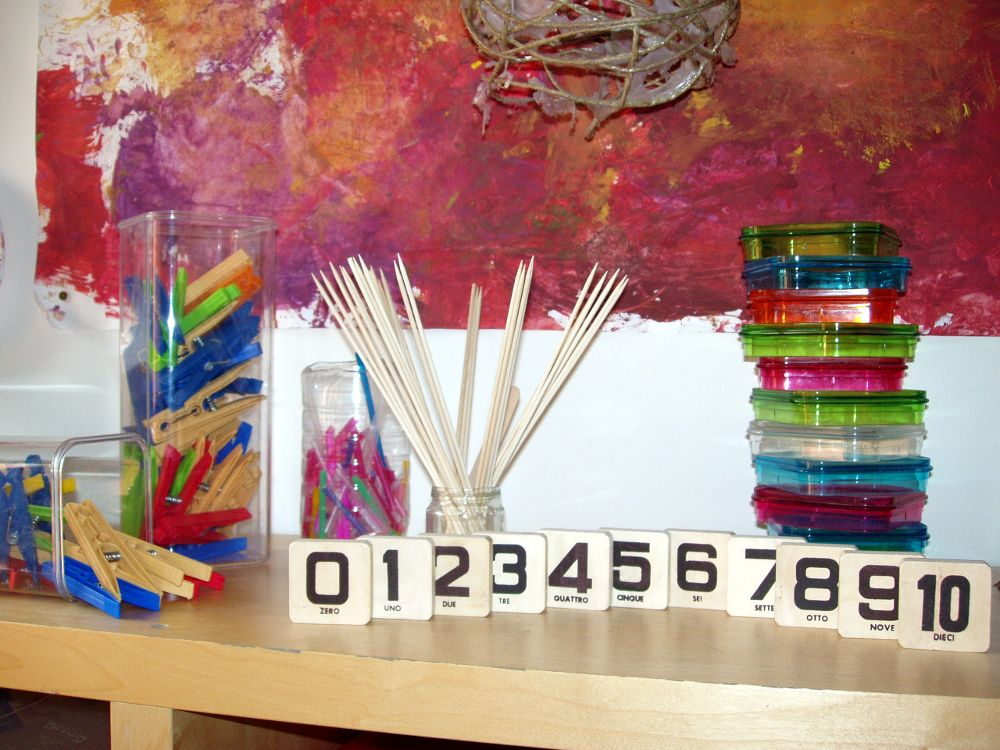 0
ZERO
1
UNO
2
DUE
3
TRE
4
QUATTRO
5
CINQUE
6
SEI
7
SETTE
8
OTTO
9
NOVE
10
DIECI